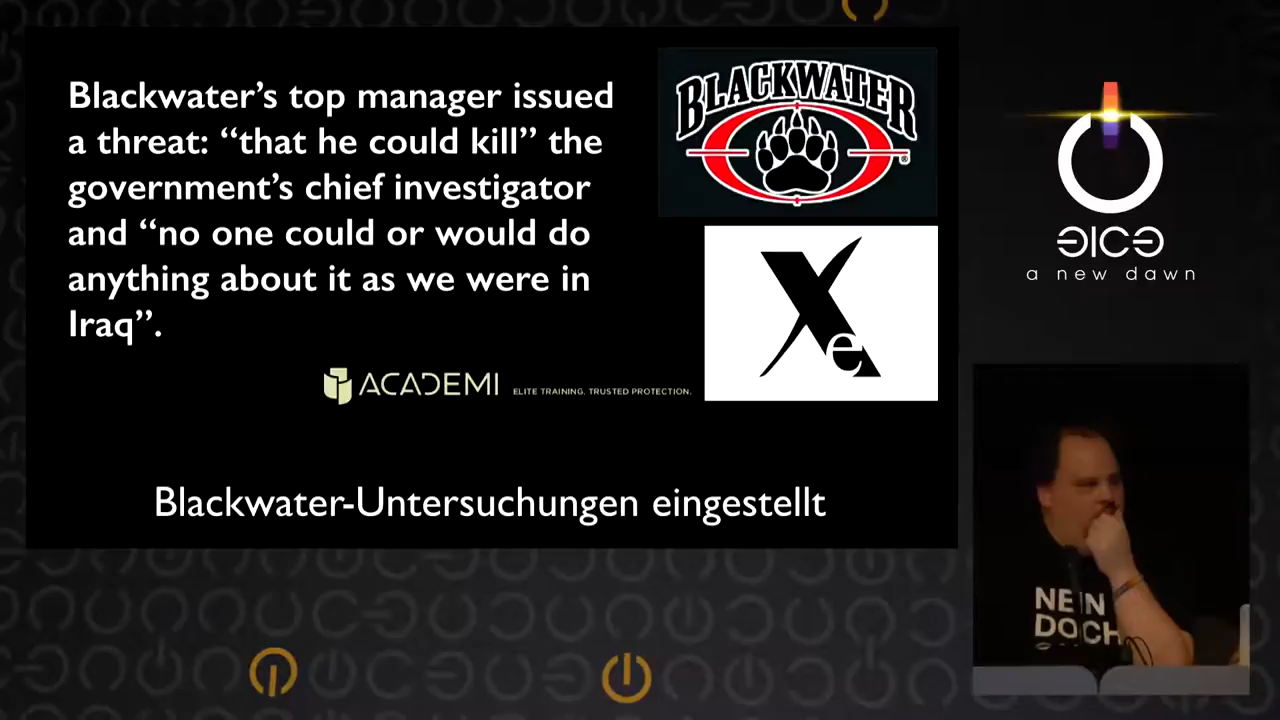 Blackwater’s top manager issued
a threat: “that he could kill” the
government’s chief investigator
and “no one could or would do
anything about it as we were in
Iraq”.
BLACKWATER
®
Xe
ACADEMI ELITE TRAINING. TRUSTED PROTECTION.
Blackwater-Untersuchungen eingestellt
a new dawn
NEIN
DOCH